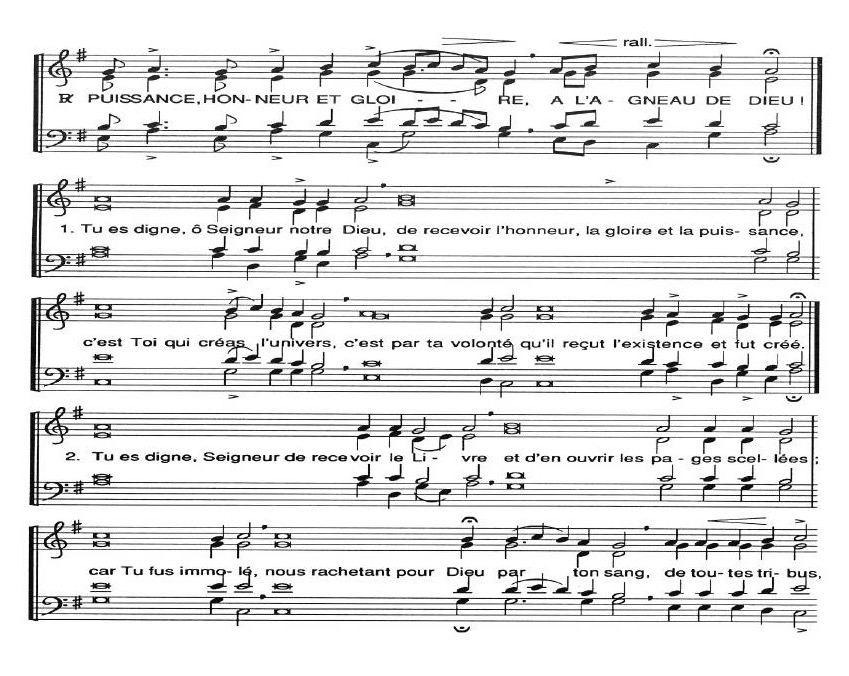 rall.
℟ PUISSANCE, HON-NEUR ET GLOI - - RE, A L'A - GNEAU DE DIEU !
1. Tu es digne, ô Seigneur notre Dieu, de recevoir l'honneur, la gloire et la puis- sance,
c'est Toi qui créas l'univers, c'est par ta volonté qu'il reçut l'existence et fut créé.
2. Tu es digne, Seigneur de recevoir le Li - vre et d'en ouvrir les pa - ges scel- lées ;
car Tu fus immo- lé, nous rachetant pour Dieu par ton sang, de tou- tes tri- bus,